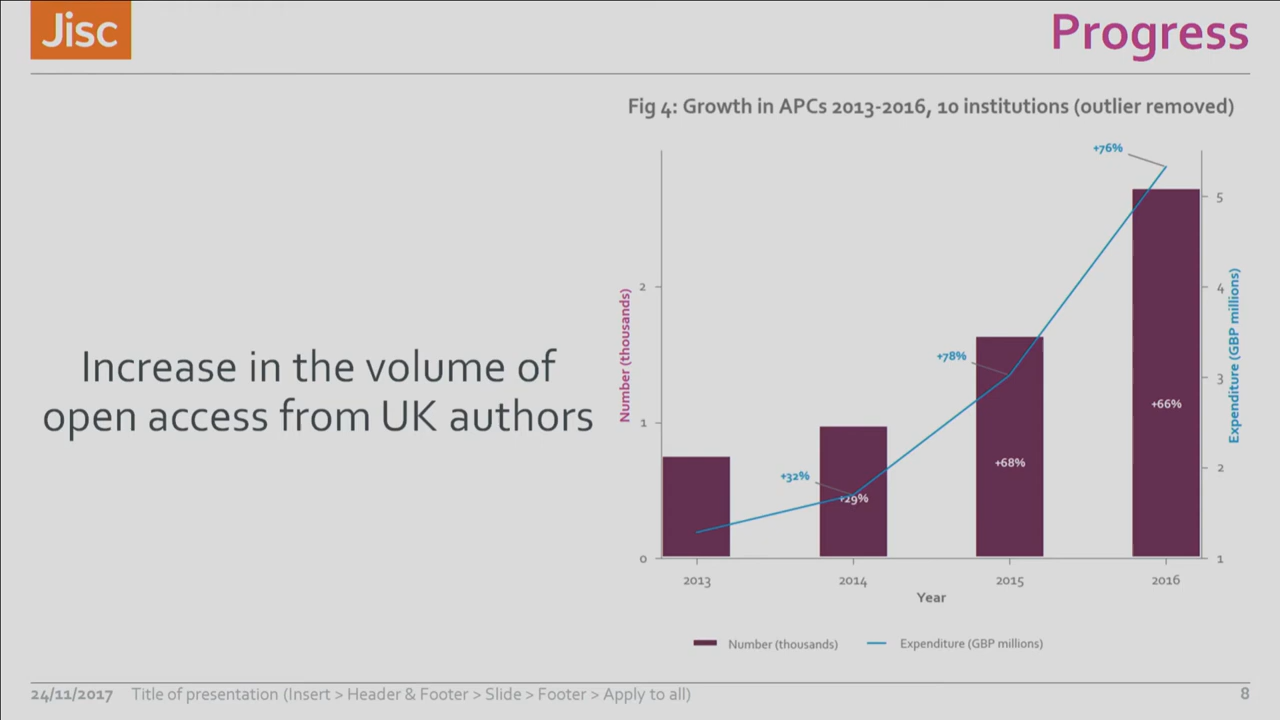 Jisc
Progress
Fig 4: Growth in APCs 2013-2016, 10 institutions (outlier removed)
Increase in the volume of
open access from UK authors
Number (thousands)
2
1
0
+76%
+78%
+32%
+29%
+68%
+66%
5
4
3
2
1
Expenditure (GBP millions)
2013
2014
2015
2016
Year
Number (thousands)
Expenditure (GBP millions)
24/11/2017
Title of presentation (Insert > Header & Footer > Slide > Footer > Apply to all)
8